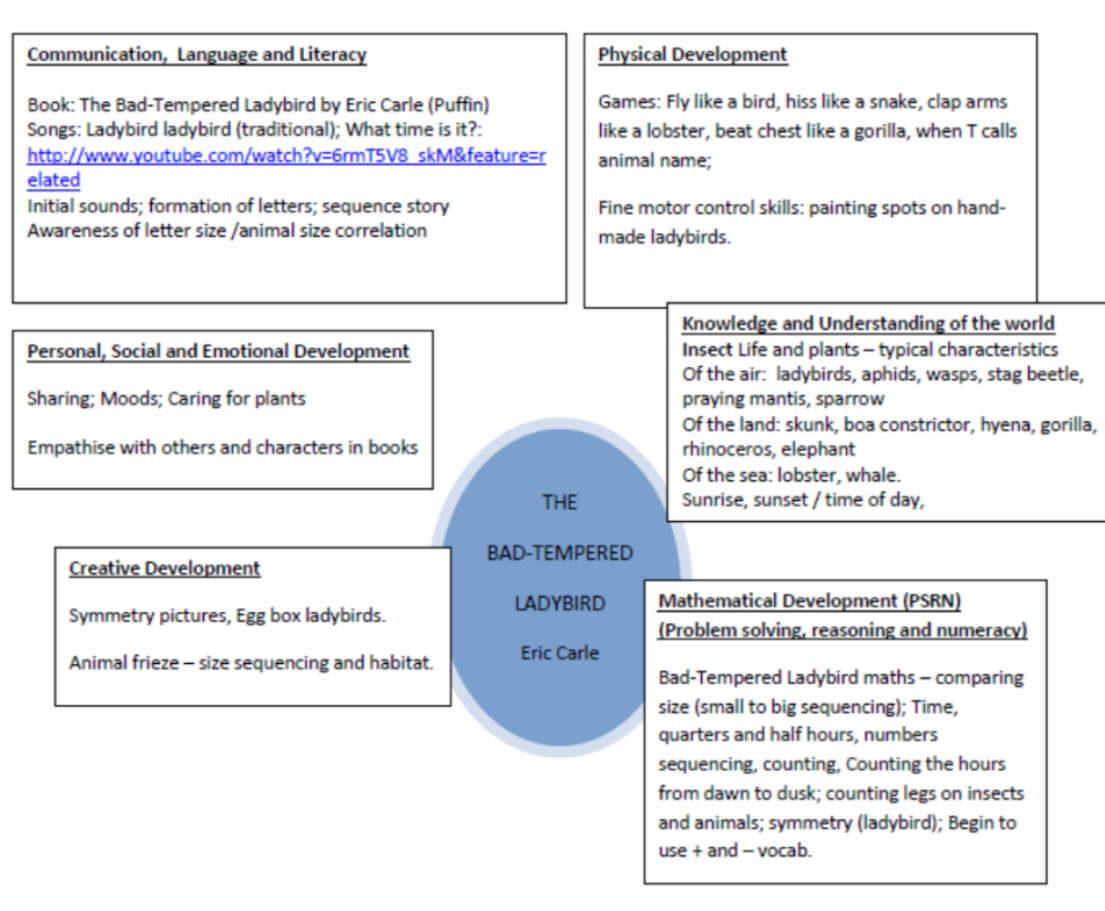 Communication, Language and Literacy
Book: The Bad-Tempered Ladybird by Eric Carle (Puffin)
Songs: Ladybird ladybird (traditional); What time is it?:
http://www.youtube.com/watch?v=6rmT5V8_skM&feature=r
elated
Initial sounds; formation of letters; sequence story
Awareness of letter size /animal size correlation
Physical Development
Games: Fly like a bird, hiss like a snake, clap arms
like a lobster, beat chest like a gorilla, when T calls
animal name;
Fine motor control skills: painting spots on hand-
made ladybirds.
Personal, Social and Emotional Development
Sharing; Moods; Caring for plants
Empathise with others and characters in books
Knowledge and Understanding of the world
Insect Life and plants – typical characteristics
Of the air: ladybirds, aphids, wasps, stag beetle,
praying mantis, sparrow
Of the land: skunk, boa constrictor, hyena, gorilla,
rhinoceros, elephant
Of the sea: lobster, whale.
Sunrise, sunset / time of day,
THE
BAD-TEMPERED
LADYBIRD
Eric Carle
Creative Development
Symmetry pictures, Egg box ladybirds.
Animal frieze – size sequencing and habitat.
Mathematical Development (PSRN)
(Problem solving, reasoning and numeracy)
Bad-Tempered Ladybird maths – comparing
size (small to big sequencing); Time,
quarters and half hours, numbers
sequencing, counting, Counting the hours
from dawn to dusk; counting legs on insects
and animals; symmetry (ladybird); Begin to
use + and – vocab.